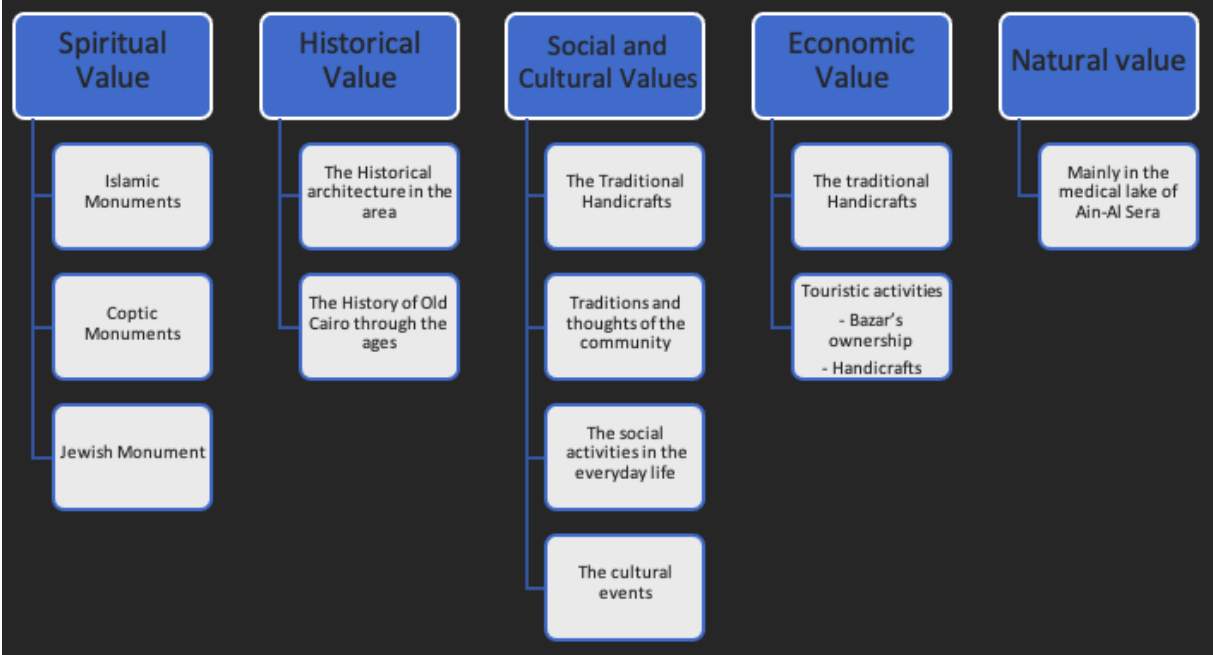 Spiritual
Value
Islamic
Monuments
Coptic
Monuments
Jewish Monument
Historical
Value
The Historical
architecture in the
area
The History of Old
Cairo through the
ages
Social and
Cultural Values
The Traditional
Handicrafts
Traditions and
thoughts of the
community
The social
activities in the
everyday life
The cultural
events
Economic
Value
The traditional
Handicrafts
Touristic activities
- Bazar's
ownership
- Handicrafts
Natural value
Mainly in the
medical lake of
Ain-Al Sera